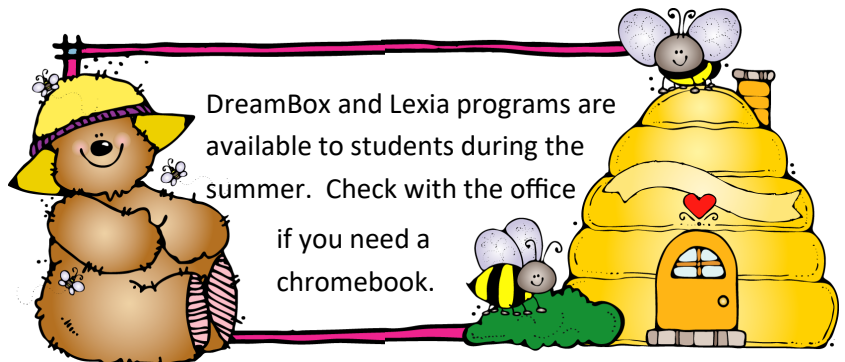 DreamBox and Lexia programs are
available to students during the
summer.  Check with the office
if you need a
chromebook.